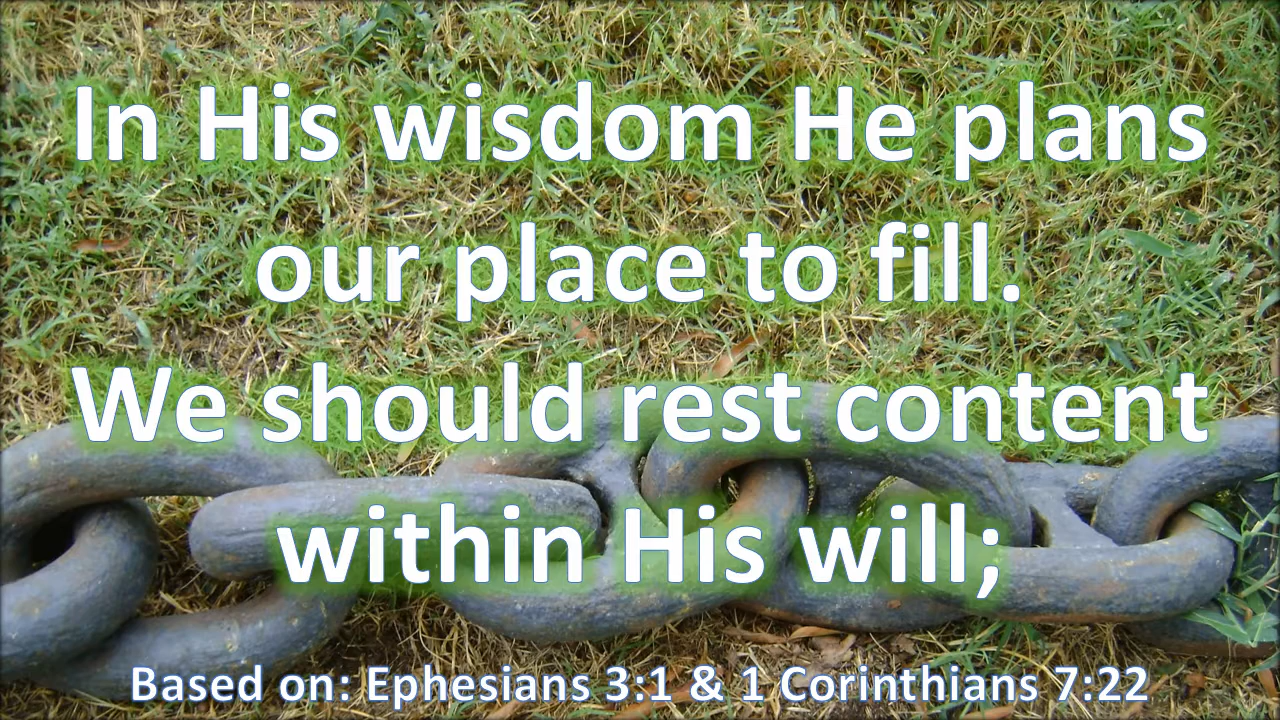 In His wisdom He plans
our place to fill.
We should rest content
within His will;
Based on: Ephesians 3:1 & 1 Corinthians 7:22